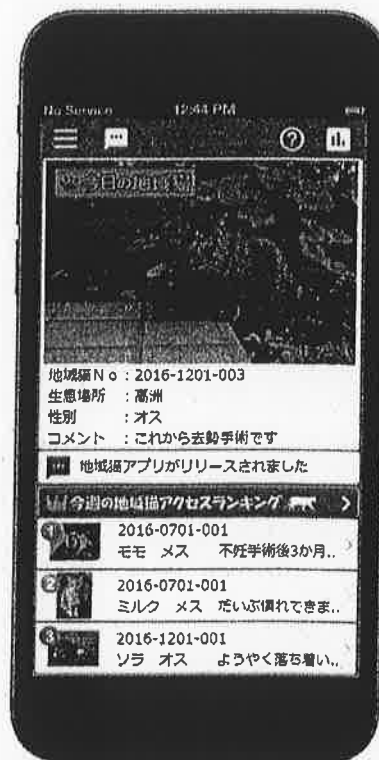 No Service 12:44 PM
今日の地域猫
地域猫No：2016-1201-003
生息場所　：高洲
性別　　　：オス
コメント　：これから去勢手術です
地域猫アプリがリリースされました
今週の地域猫アクセスランキング
1
2016-0701-001
モモ　メス　不妊手術後3か月..
2
2016-0701-001
ミルク　メス　だいぶ慣れてきま..
3
2016-1201-001
ソラ　オス　ようやく落ち着い..